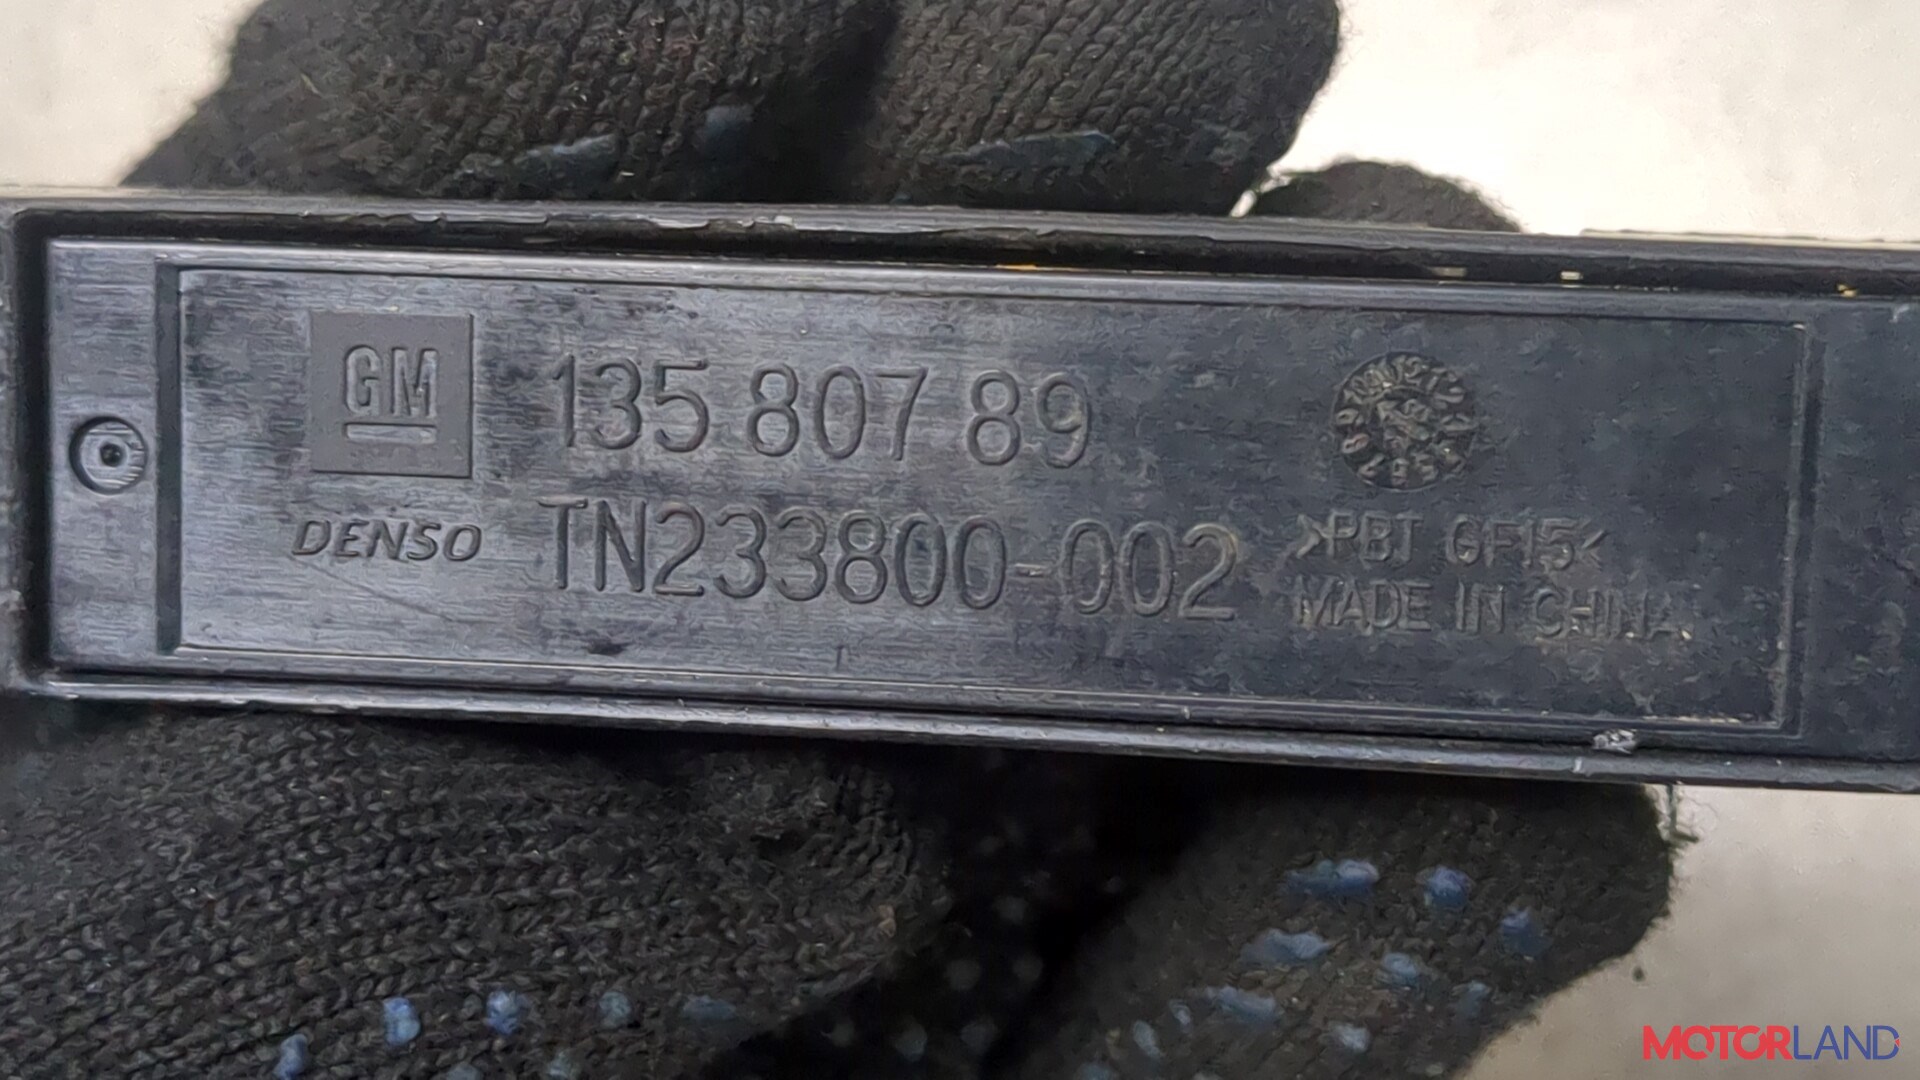 GM 135 807 89
DENSO TN233800-002
>PBT GF15<
MADE IN CHINA
MOTORLAND